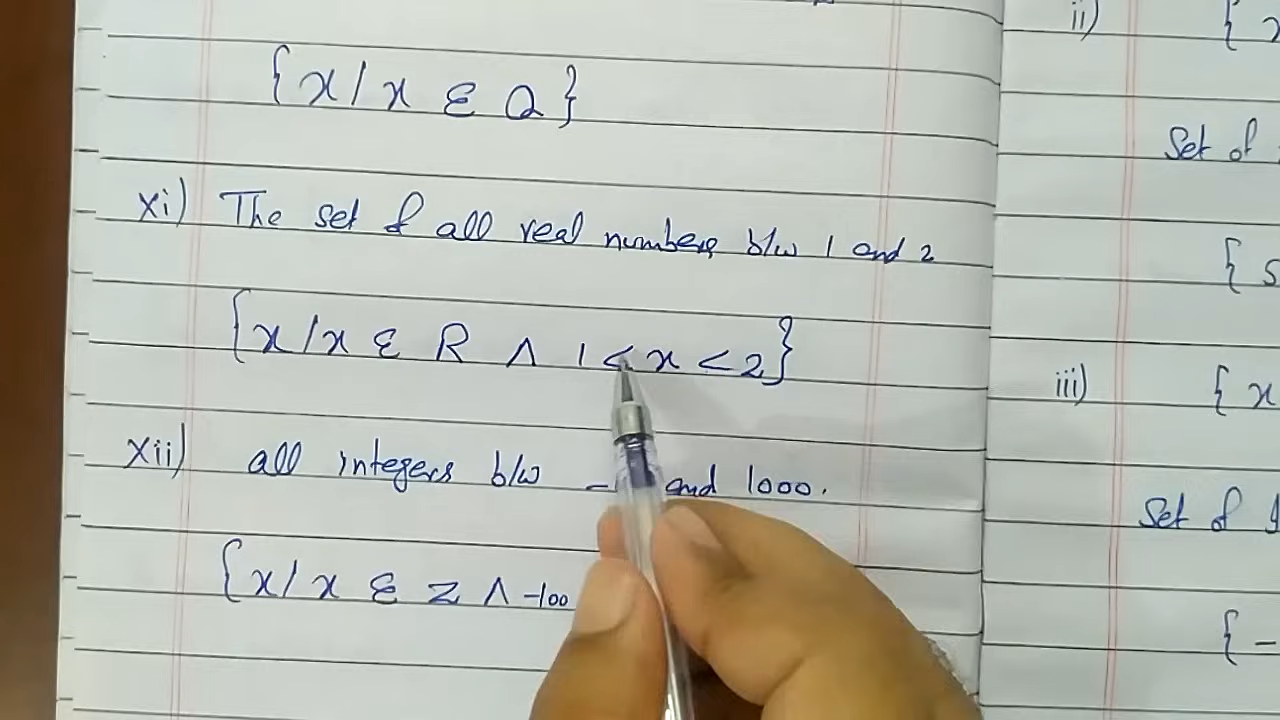 {x/x ∈ Q}
xi) The set of all real numbers b/w 1 and 2
{x/x ∈ R ∧ 1<x<2}
xii) all integers b/w and 1000.
{x/x ∈ Z ∧ -100
ii) {x
Set of
{
iii) {x
Set of
{-